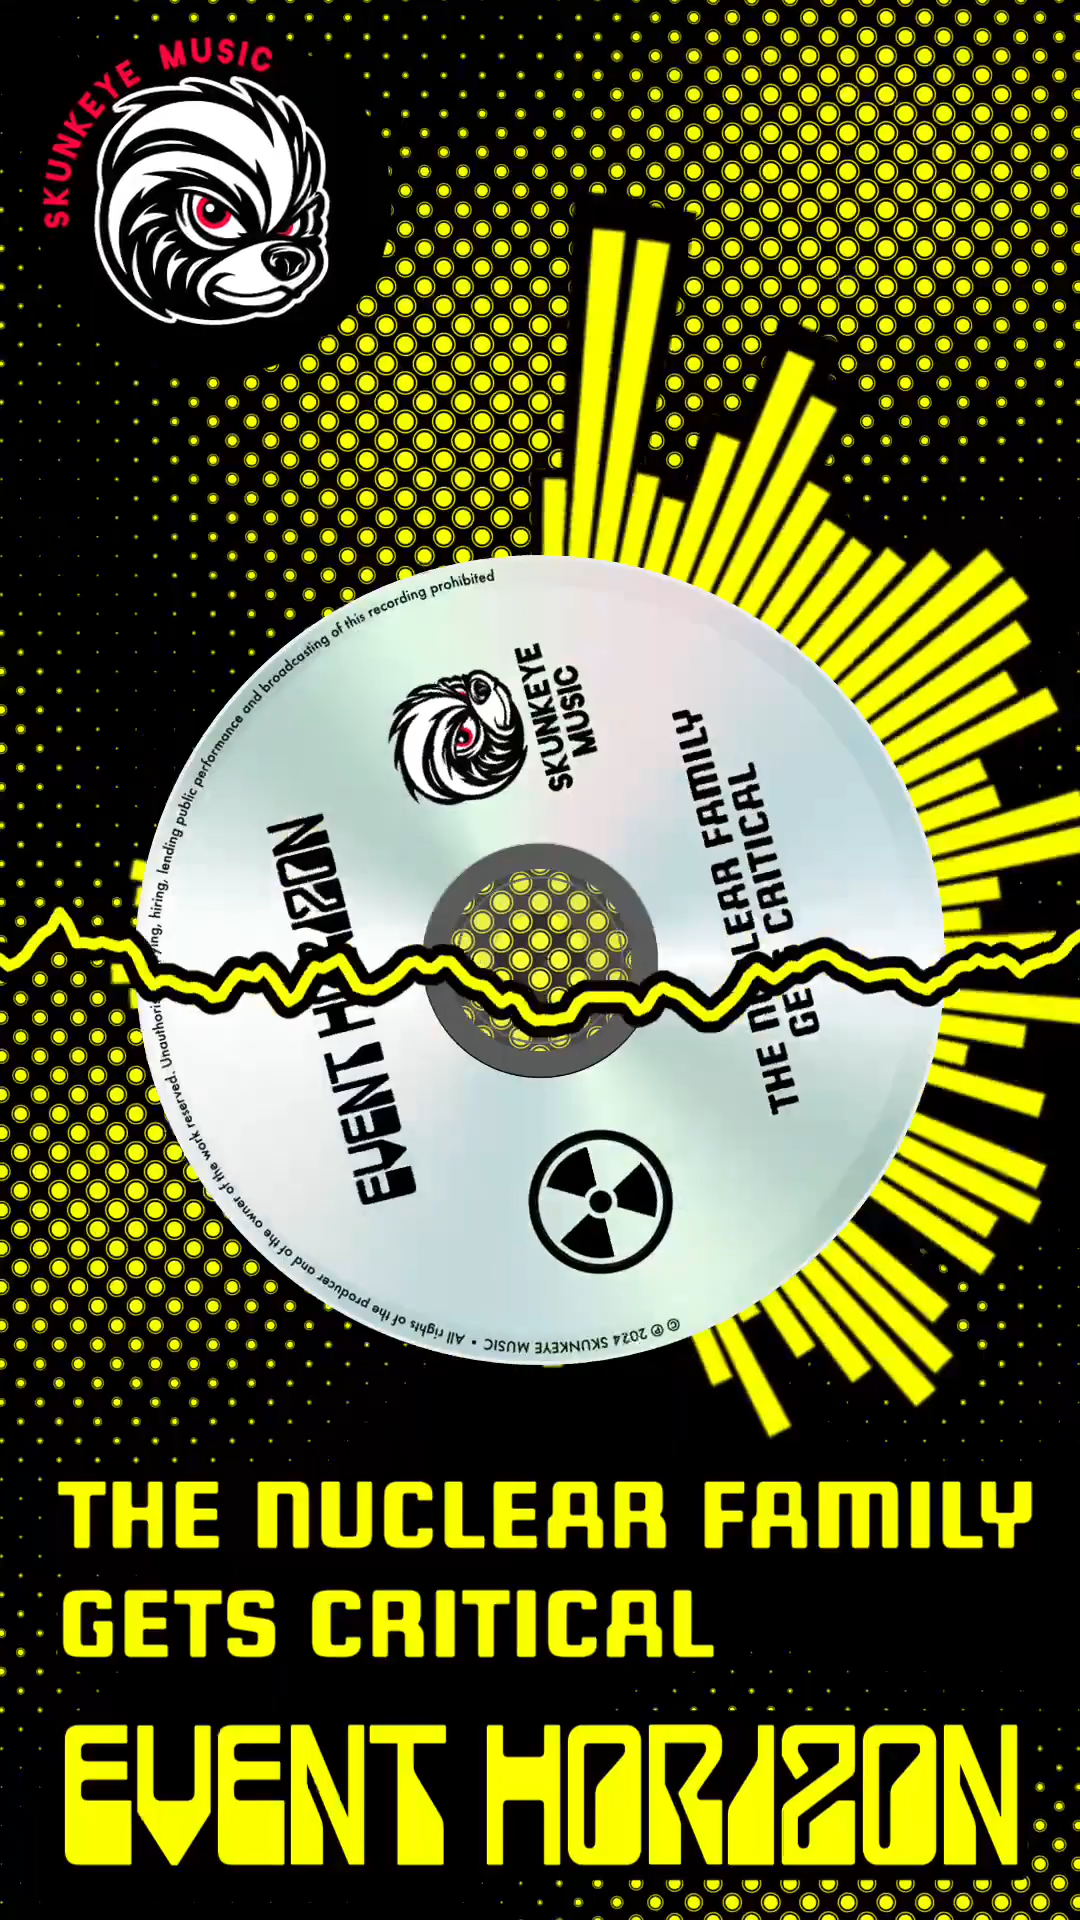 SKUNKEYE MUSIC
SKUNKEYE
MUSIC
EVENT HORIZON
THE NUCLEAR FAMILY
GETS CRITICAL
© ℗ 2024 SKUNKEYE MUSIC • All rights of the producer and of the owner of the work reserved. Unauthorised copying, hiring, lending public performance and broadcasting of this recording prohibited
THE NUCLEAR FAMILY
GETS CRITICAL
EVENT HORIZON